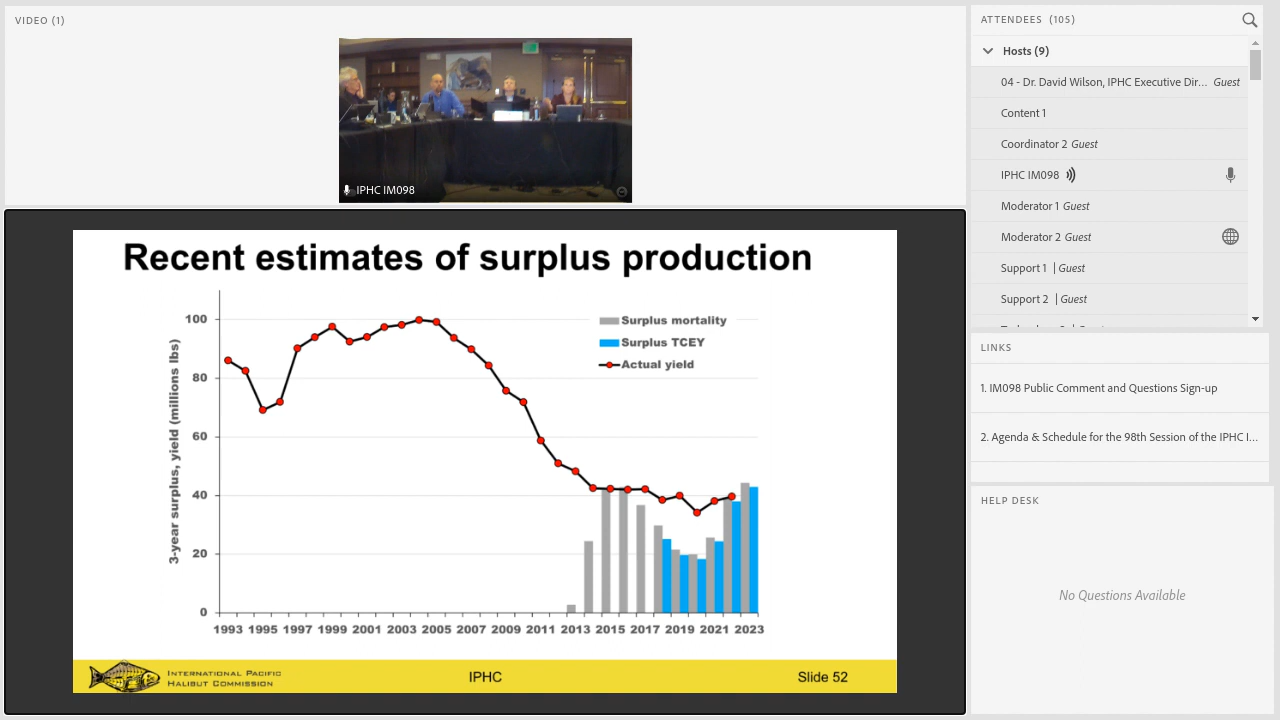 VIDEO (1)
IPHC IM098
Recent estimates of surplus production
3-year surplus, yield (millions lbs)
100
80
60
40
20
0
Surplus mortality
Surplus TCEY
Actual yield
1993 1995 1997 1999 2001 2003 2005 2007 2009 2011 2013 2015 2017 2019 2021 2023
INTERNATIONAL PACIFIC
HALIBUT COMMISSION
IPHC
Slide 52
ATTENDEES (105)
Hosts (9)
04 - Dr. David Wilson, IPHC Executive Dir... Guest
Content 1
Coordinator 2 Guest
IPHC IM098
Moderator 1 Guest
Moderator 2 Guest
Support 1 | Guest
Support 2 | Guest
LINKS
1. IM098 Public Comment and Questions Sign-up
2. Agenda & Schedule for the 98th Session of the IPHC I...
HELP DESK
No Questions Available